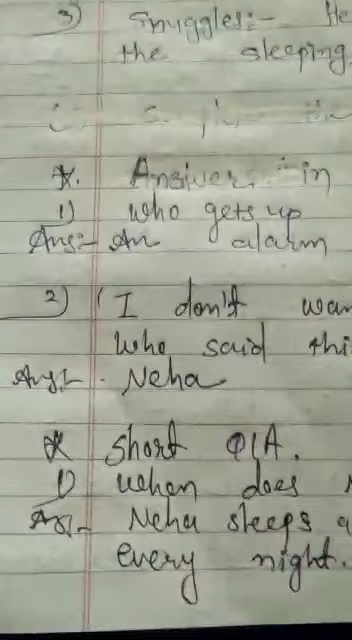 3) Snuggles:- He
the sleeping
*. Answers in
1) who gets up
Ans:- An alarm
2) (I don't wan
Who said thi
Ans:- Neha
* Short Q/A.
1) when does N
Ans:- Neha sleeps a
every night.